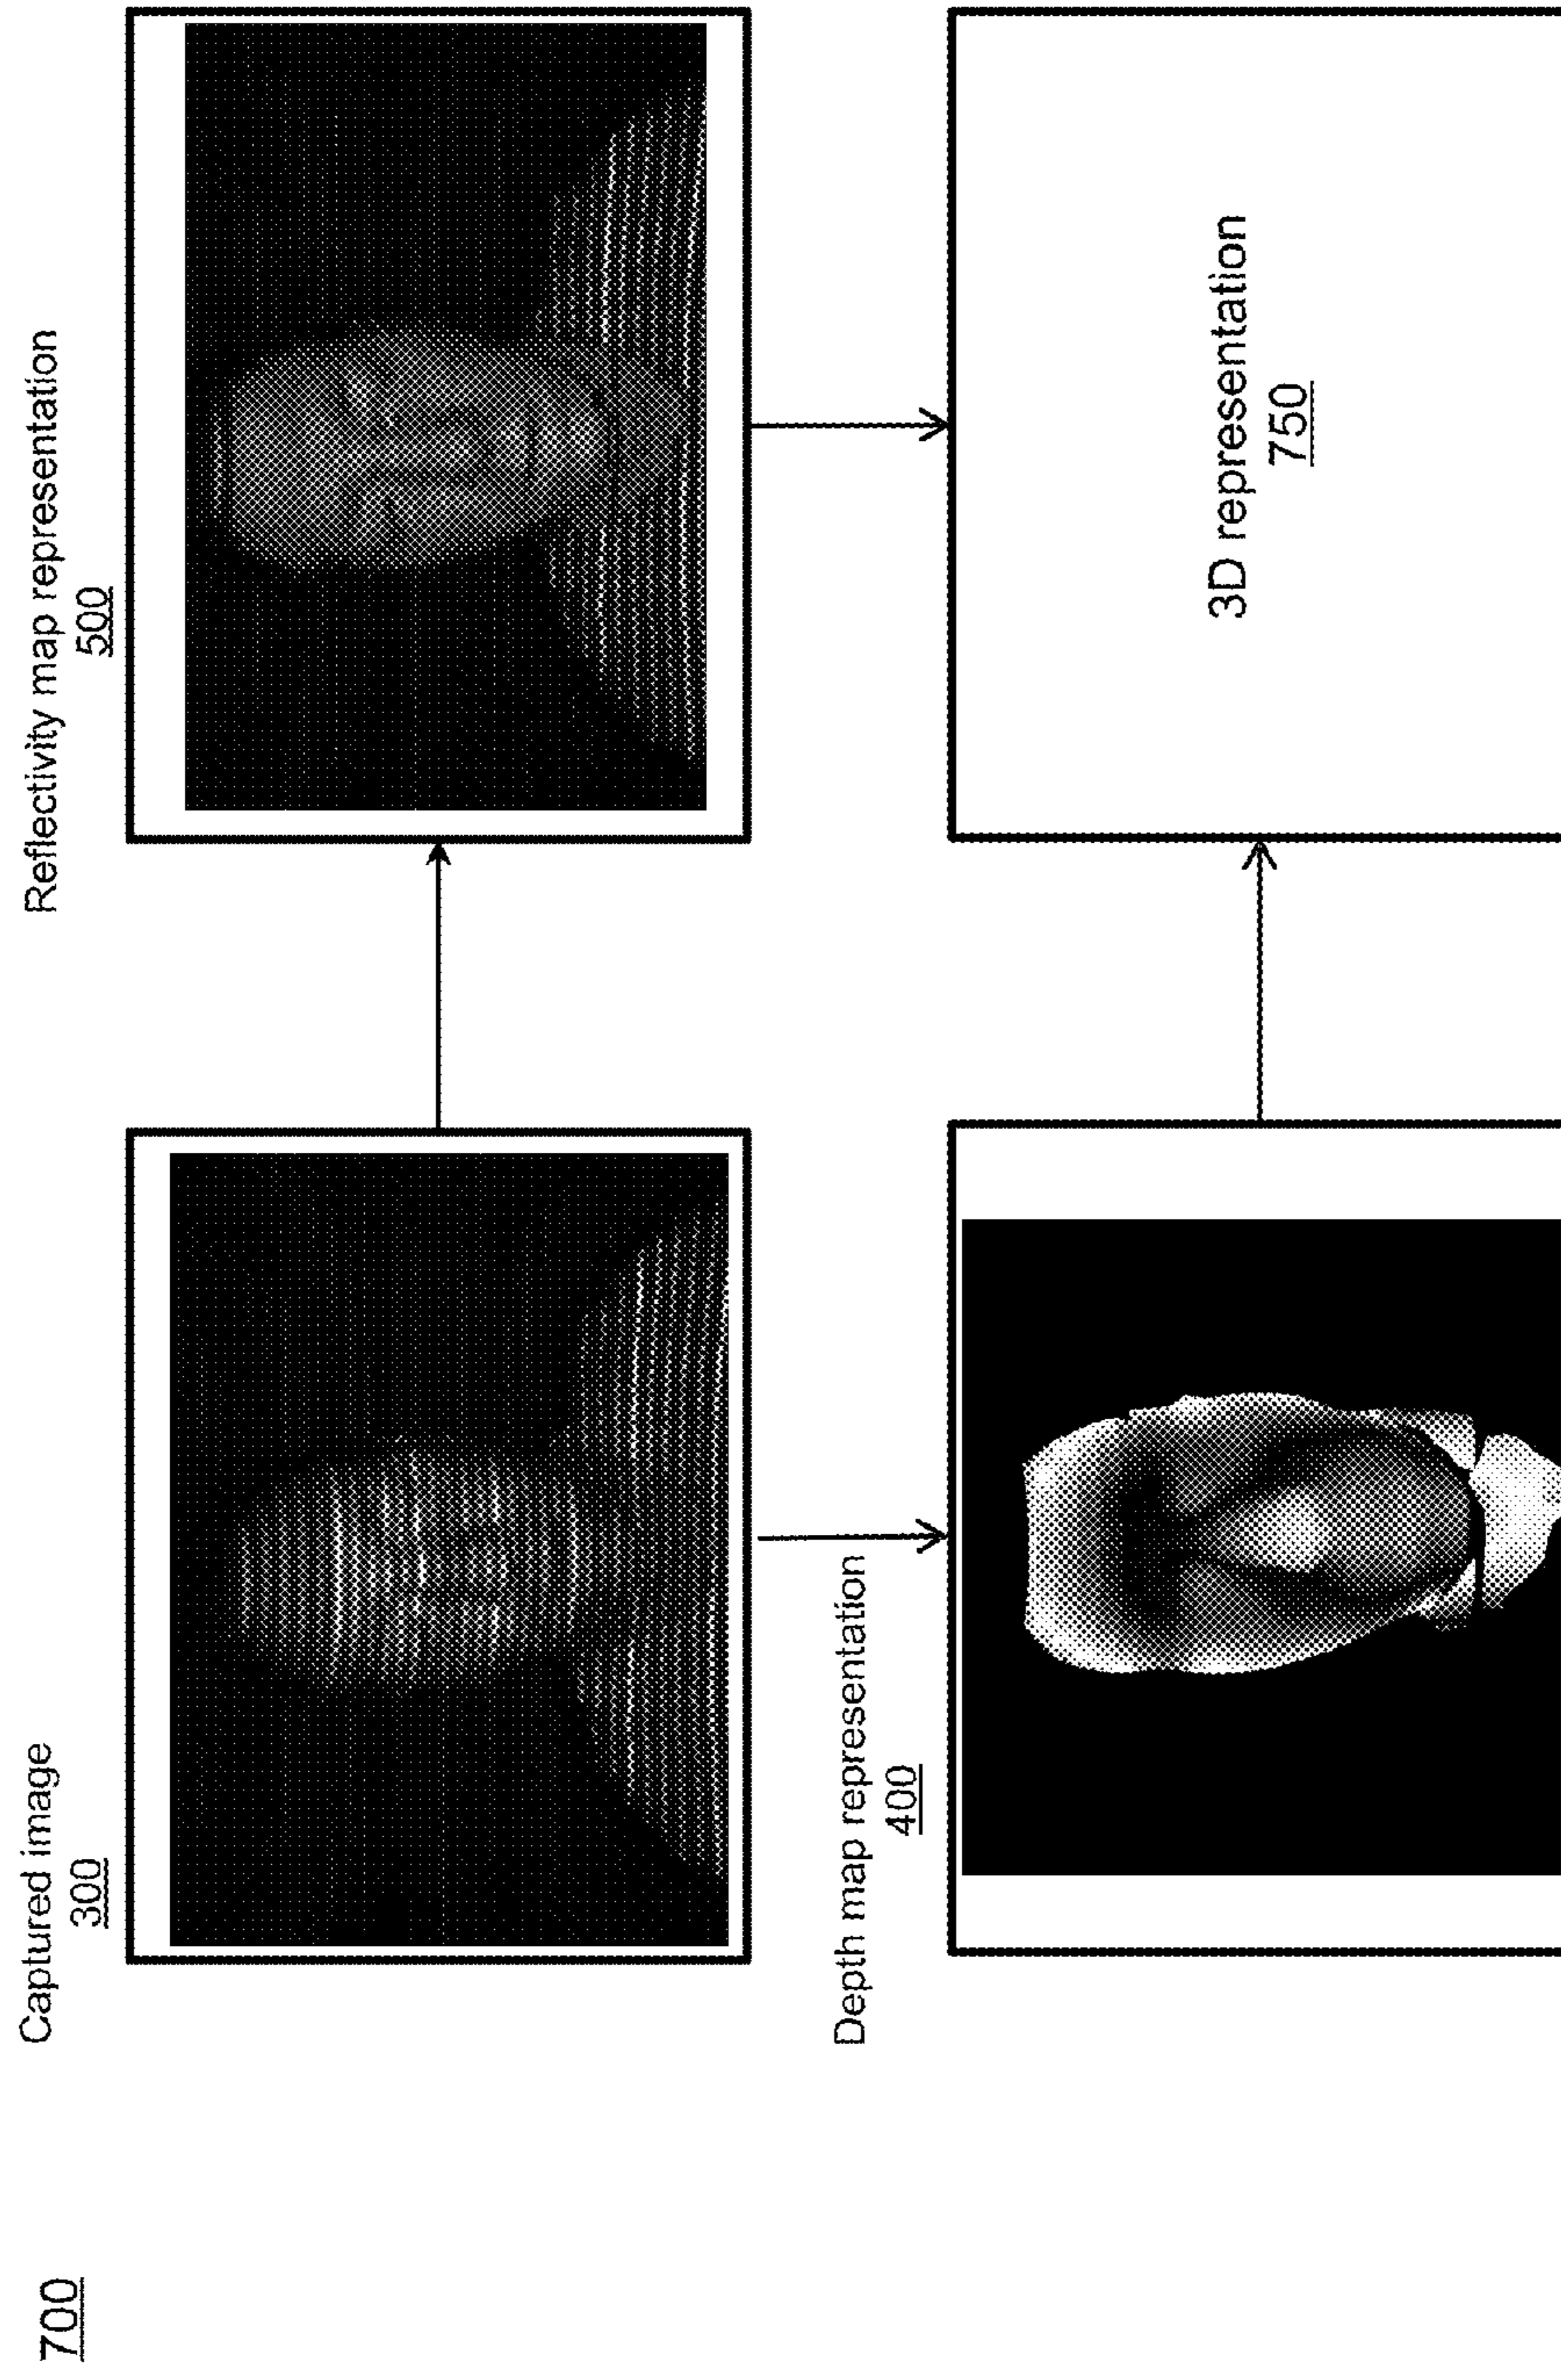 700
Captured image
300
Reflectivity map representation
500
Depth map representation
400
3D representation
750